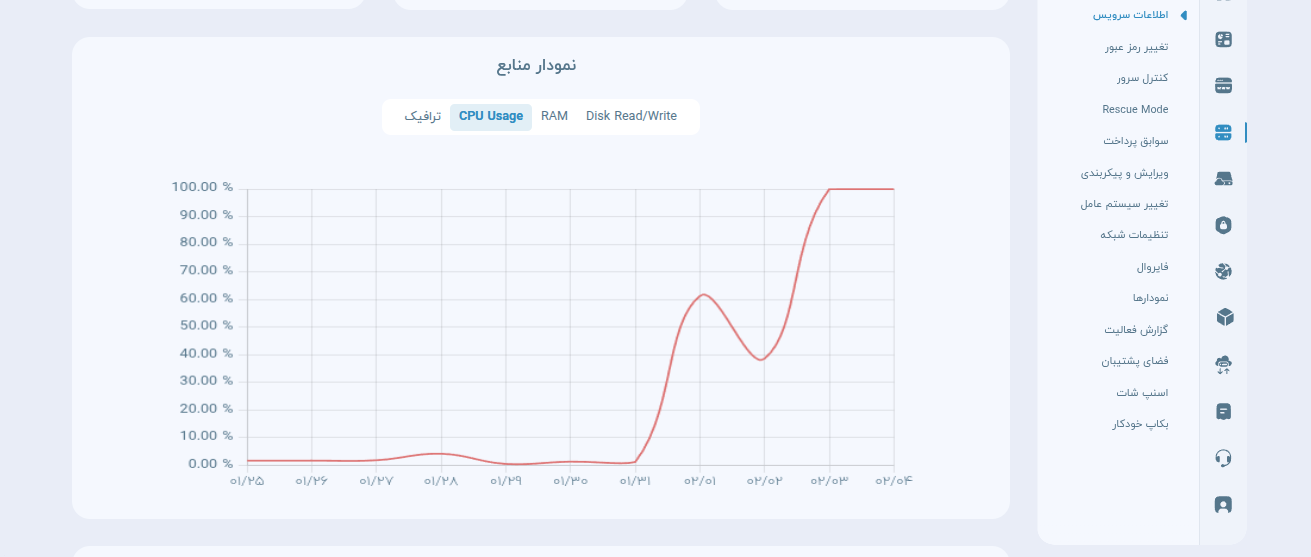 اطلاعات سرویس
تغییر رمز عبور
کنترل سرور
Rescue Mode
سوابق پرداخت
ویرایش و پیکربندی
تغییر سیستم عامل
تنظیمات شبکه
فایروال
نمودارها
گزارش فعالیت
فضای پشتیبان
اسنپ شات
بکاپ خودکار
نمودار منابع
ترافیک CPU Usage RAM Disk Read/Write
100.00 %
90.00 %
80.00 %
70.00 %
60.00 %
50.00 %
40.00 %
30.00 %
20.00 %
10.00 %
0.00 %
۰۱/۲۵ ۰۱/۲۶ ۰۱/۲۷ ۰۱/۲۸ ۰۱/۲۹ ۰۱/۳۰ ۰۱/۳۱ ۰۲/۰۱ ۰۲/۰۲ ۰۲/۰۳ ۰۲/۰۴